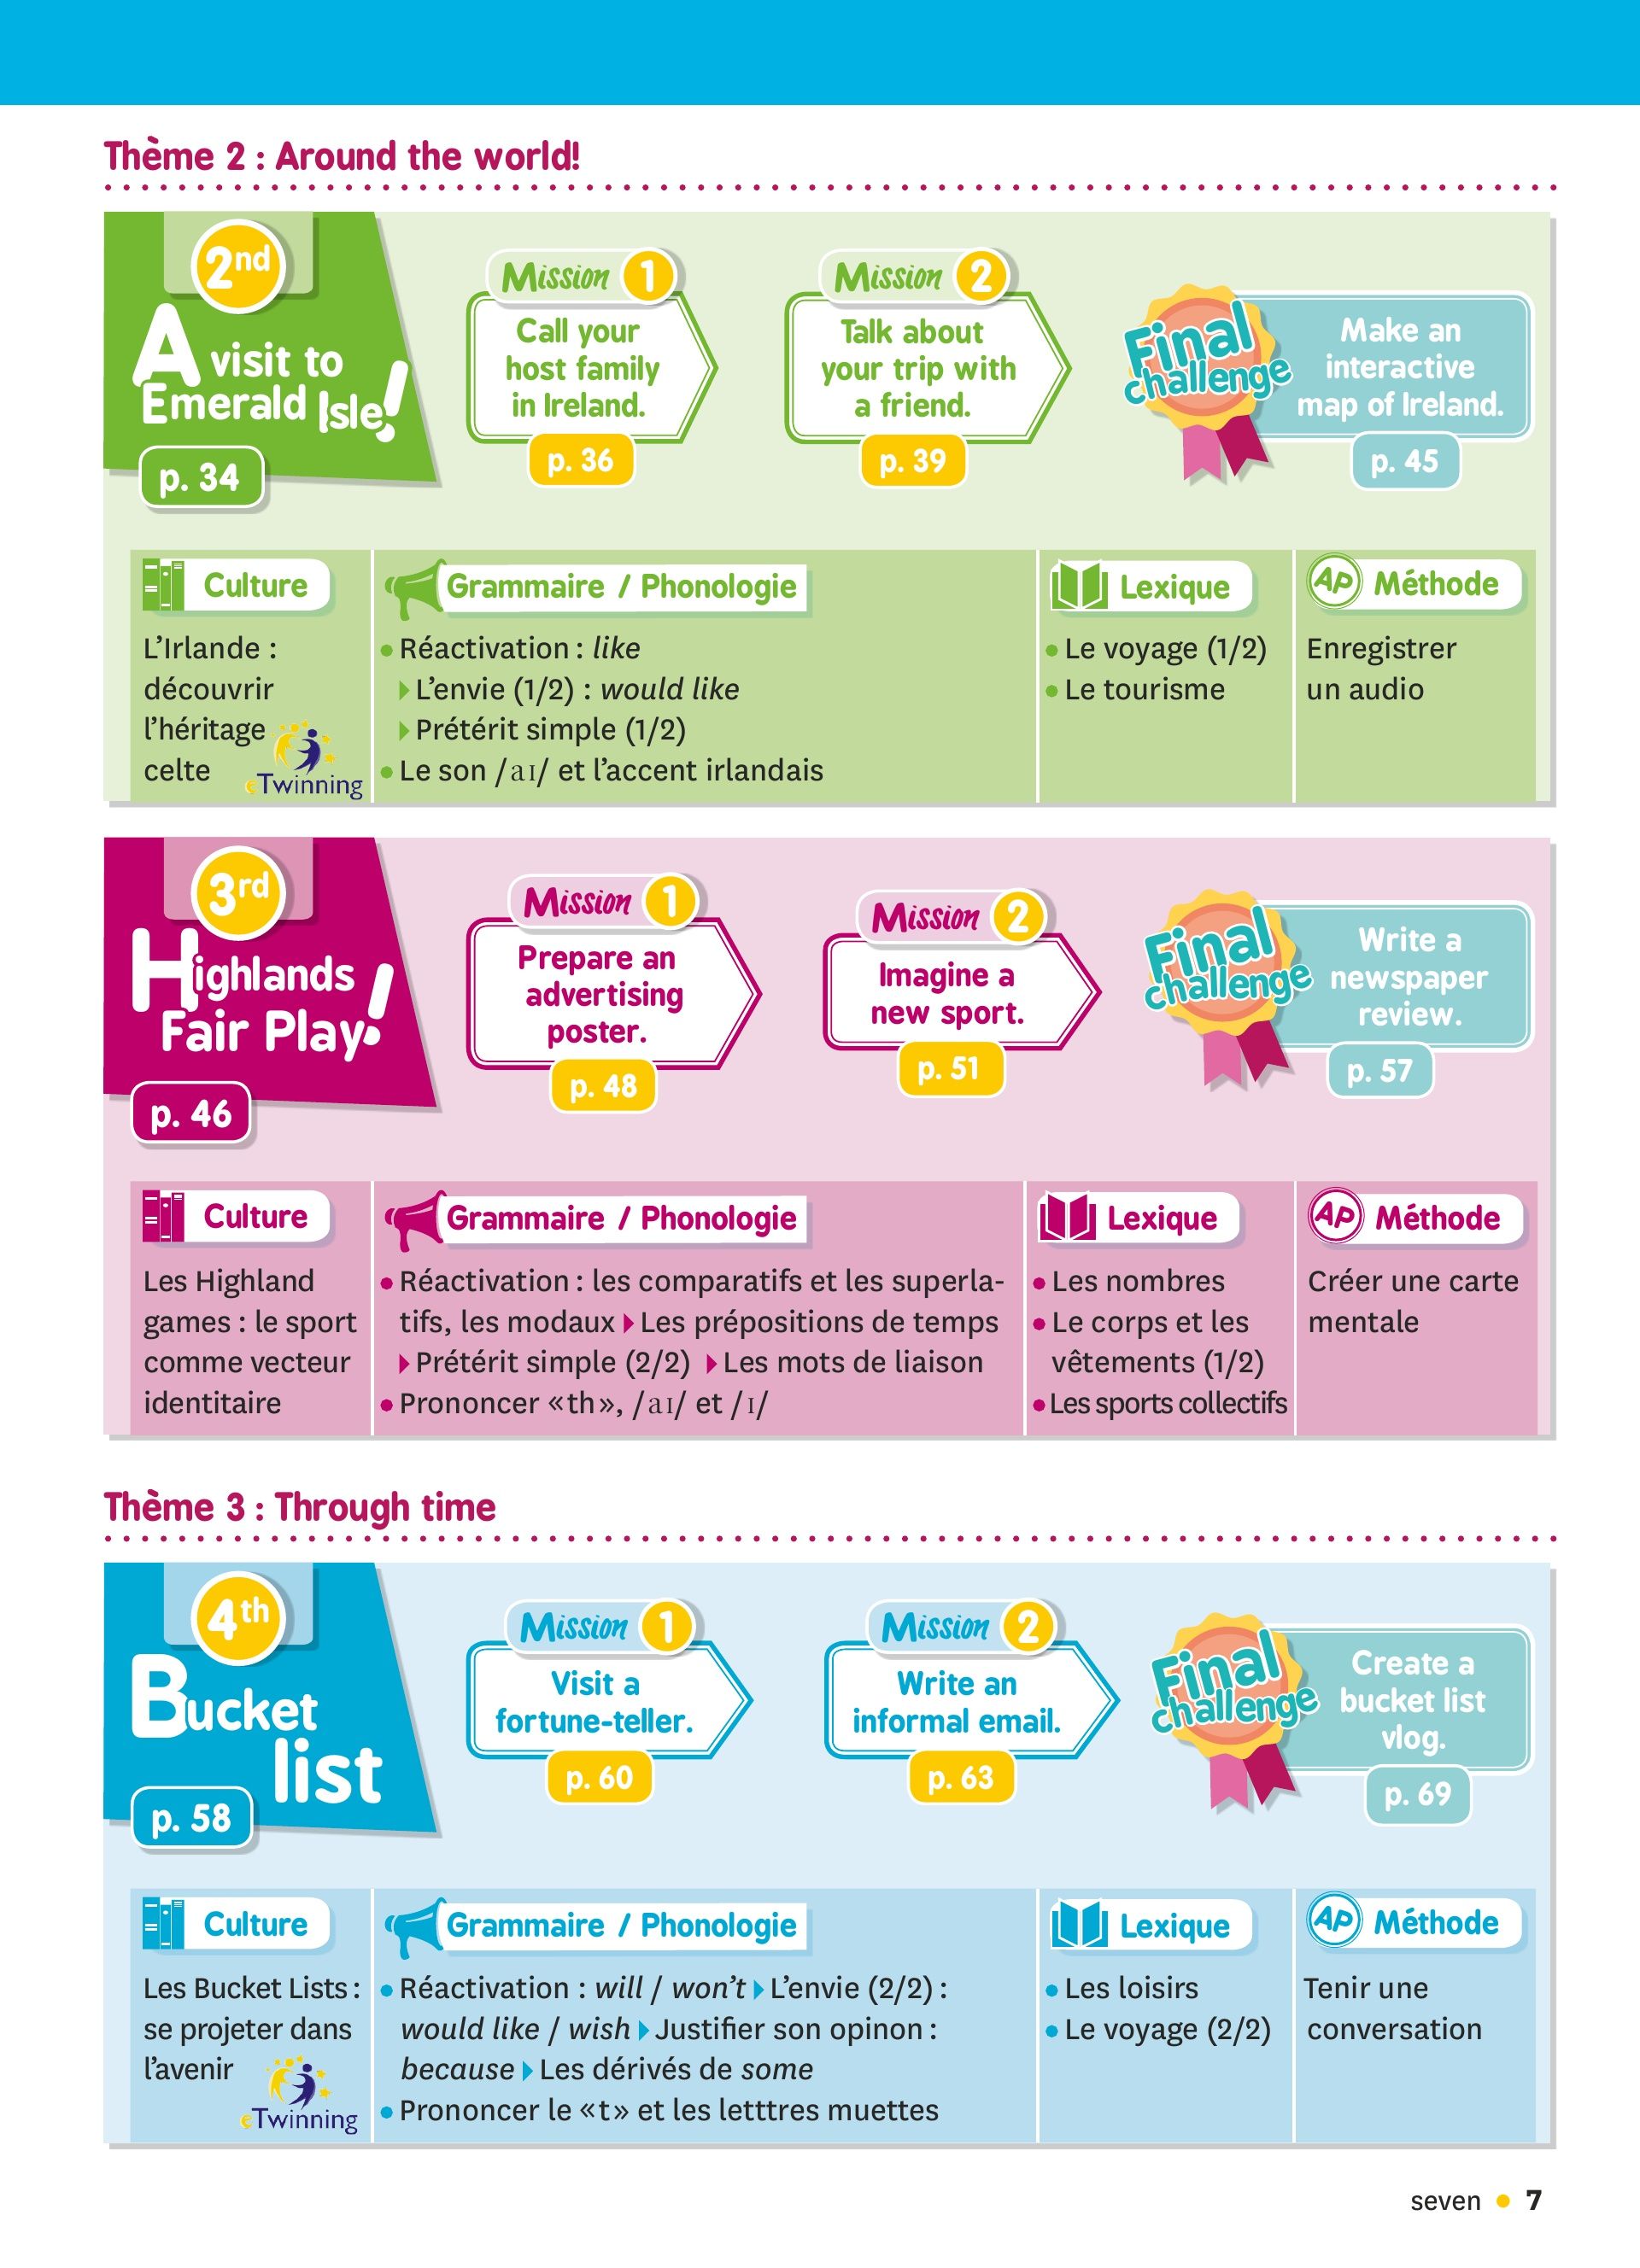 Thème 2 : Around the world!
2nd
A visit to
Emerald Isle!
p. 34
Mission 1
Call your
host family
in Ireland.
p. 36
Mission 2
Talk about
your trip with
a friend.
p. 39
Final
challenge
Make an
interactive
map of Ireland.
p. 45
Culture
L'Irlande :
découvrir
l'héritage
celte
eTwinning
Grammaire / Phonologie
• Réactivation : like
L'envie (1/2) : would like
Prétérit simple (1/2)
• Le son /aɪ/ et l'accent irlandais
Lexique
• Le voyage (1/2)
• Le tourisme
AP Méthode
Enregistrer
un audio
3rd
Highlands
Fair Play!
p. 46
Mission 1
Prepare an
advertising
poster.
p. 48
Mission 2
Imagine a
new sport.
p. 51
Final
challenge
Write a
newspaper
review.
p. 57
Culture
Les Highland
games : le sport
comme vecteur
identitaire
Grammaire / Phonologie
• Réactivation : les comparatifs et les superla-
tifs, les modaux Les prépositions de temps
Prétérit simple (2/2) Les mots de liaison
• Prononcer «th», /aɪ/ et /ɪ/
Lexique
• Les nombres
• Le corps et les
vêtements (1/2)
• Les sports collectifs
AP Méthode
Créer une carte
mentale
Thème 3 : Through time
4th
Bucket
list
p. 58
Mission 1
Visit a
fortune-teller.
p. 60
Mission 2
Write an
informal email.
p. 63
Final
challenge
Create a
bucket list
vlog.
p. 69
Culture
Les Bucket Lists :
se projeter dans
l'avenir
eTwinning
Grammaire / Phonologie
• Réactivation : will / won't L'envie (2/2) :
would like / wish Justifier son opinon :
because Les dérivés de some
• Prononcer le «t» et les letttres muettes
Lexique
• Les loisirs
• Le voyage (2/2)
AP Méthode
Tenir une
conversation
seven • 7